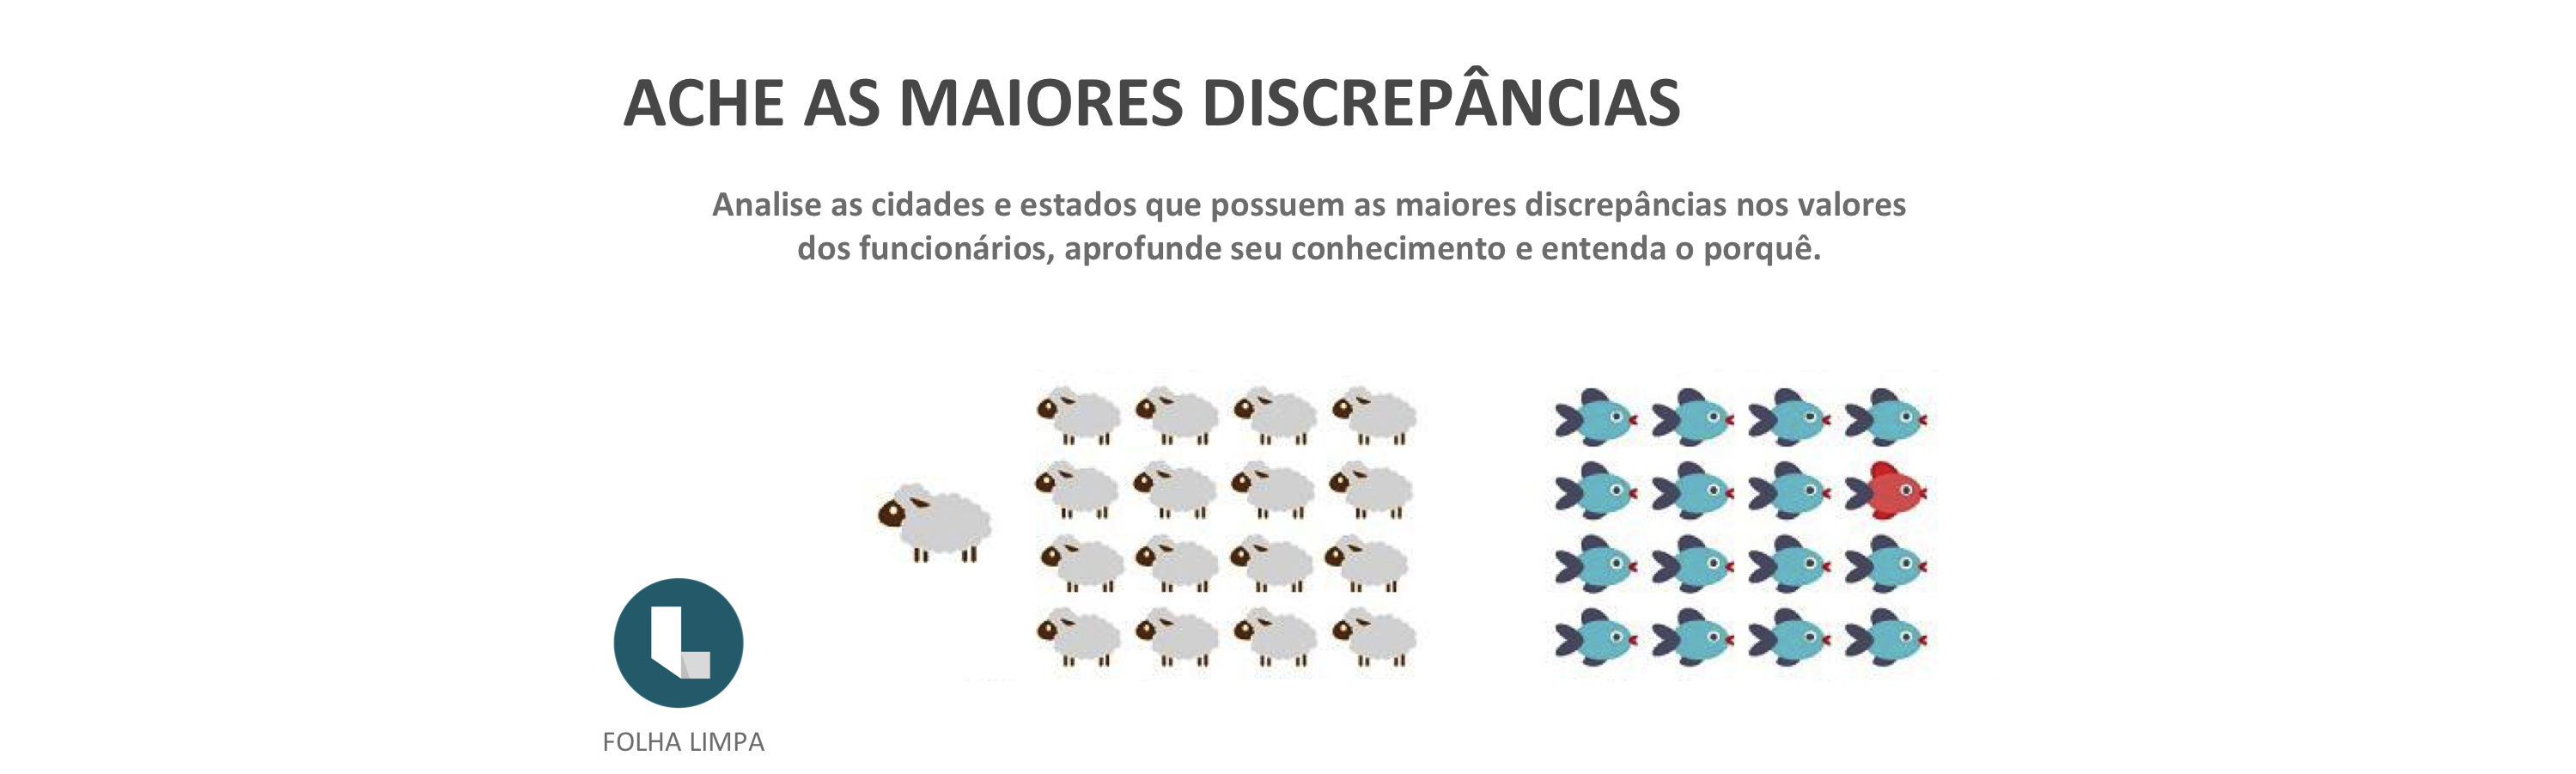 ACHE AS MAIORES DISCREPÂNCIAS
Analise as cidades e estados que possuem as maiores discrepâncias nos valores
dos funcionários, aprofunde seu conhecimento e entenda o porquê.
FOLHA LIMPA